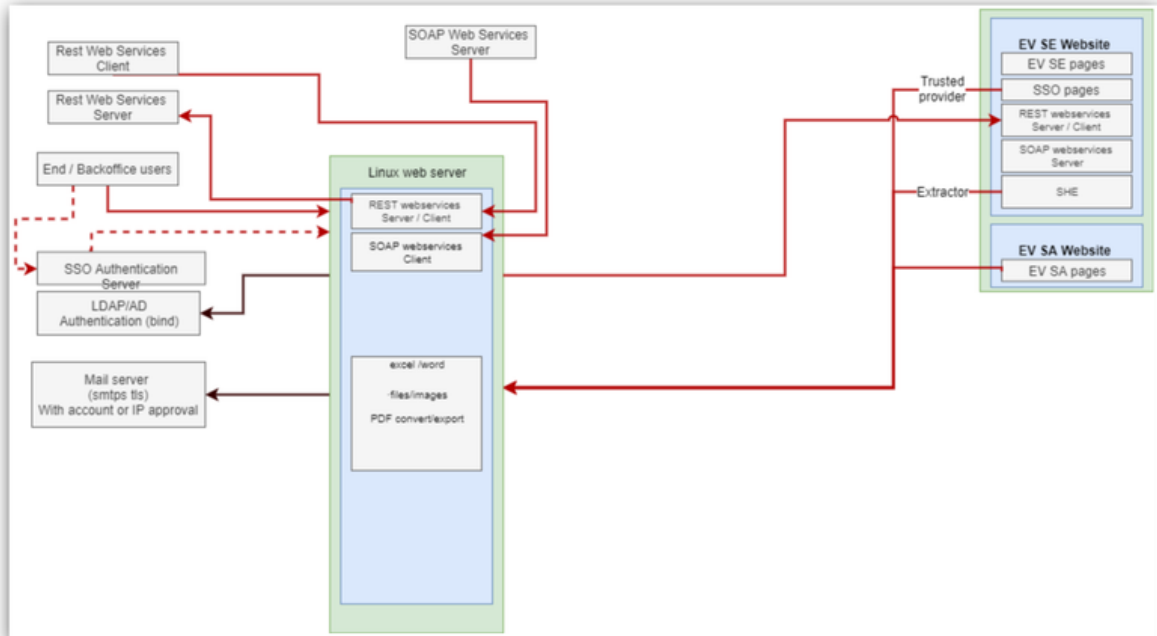 Rest Web Services
Client
Rest Web Services
Server
End / Backoffice users
SSO Authentication
Server
LDAP/AD
Authentication (bind)
Mail server
(smtps tls)
With account or IP approval
SOAP Web Services
Server
Linux web server
REST webservices
Server / Client
SOAP webservices
Client
excel /word
-files/images
PDF convert/export
Trusted
provider
Extractor
EV SE Website
EV SE pages
SSO pages
REST webservices
Server / Client
SOAP webservices
Server
SHE
EV SA Website
EV SA pages